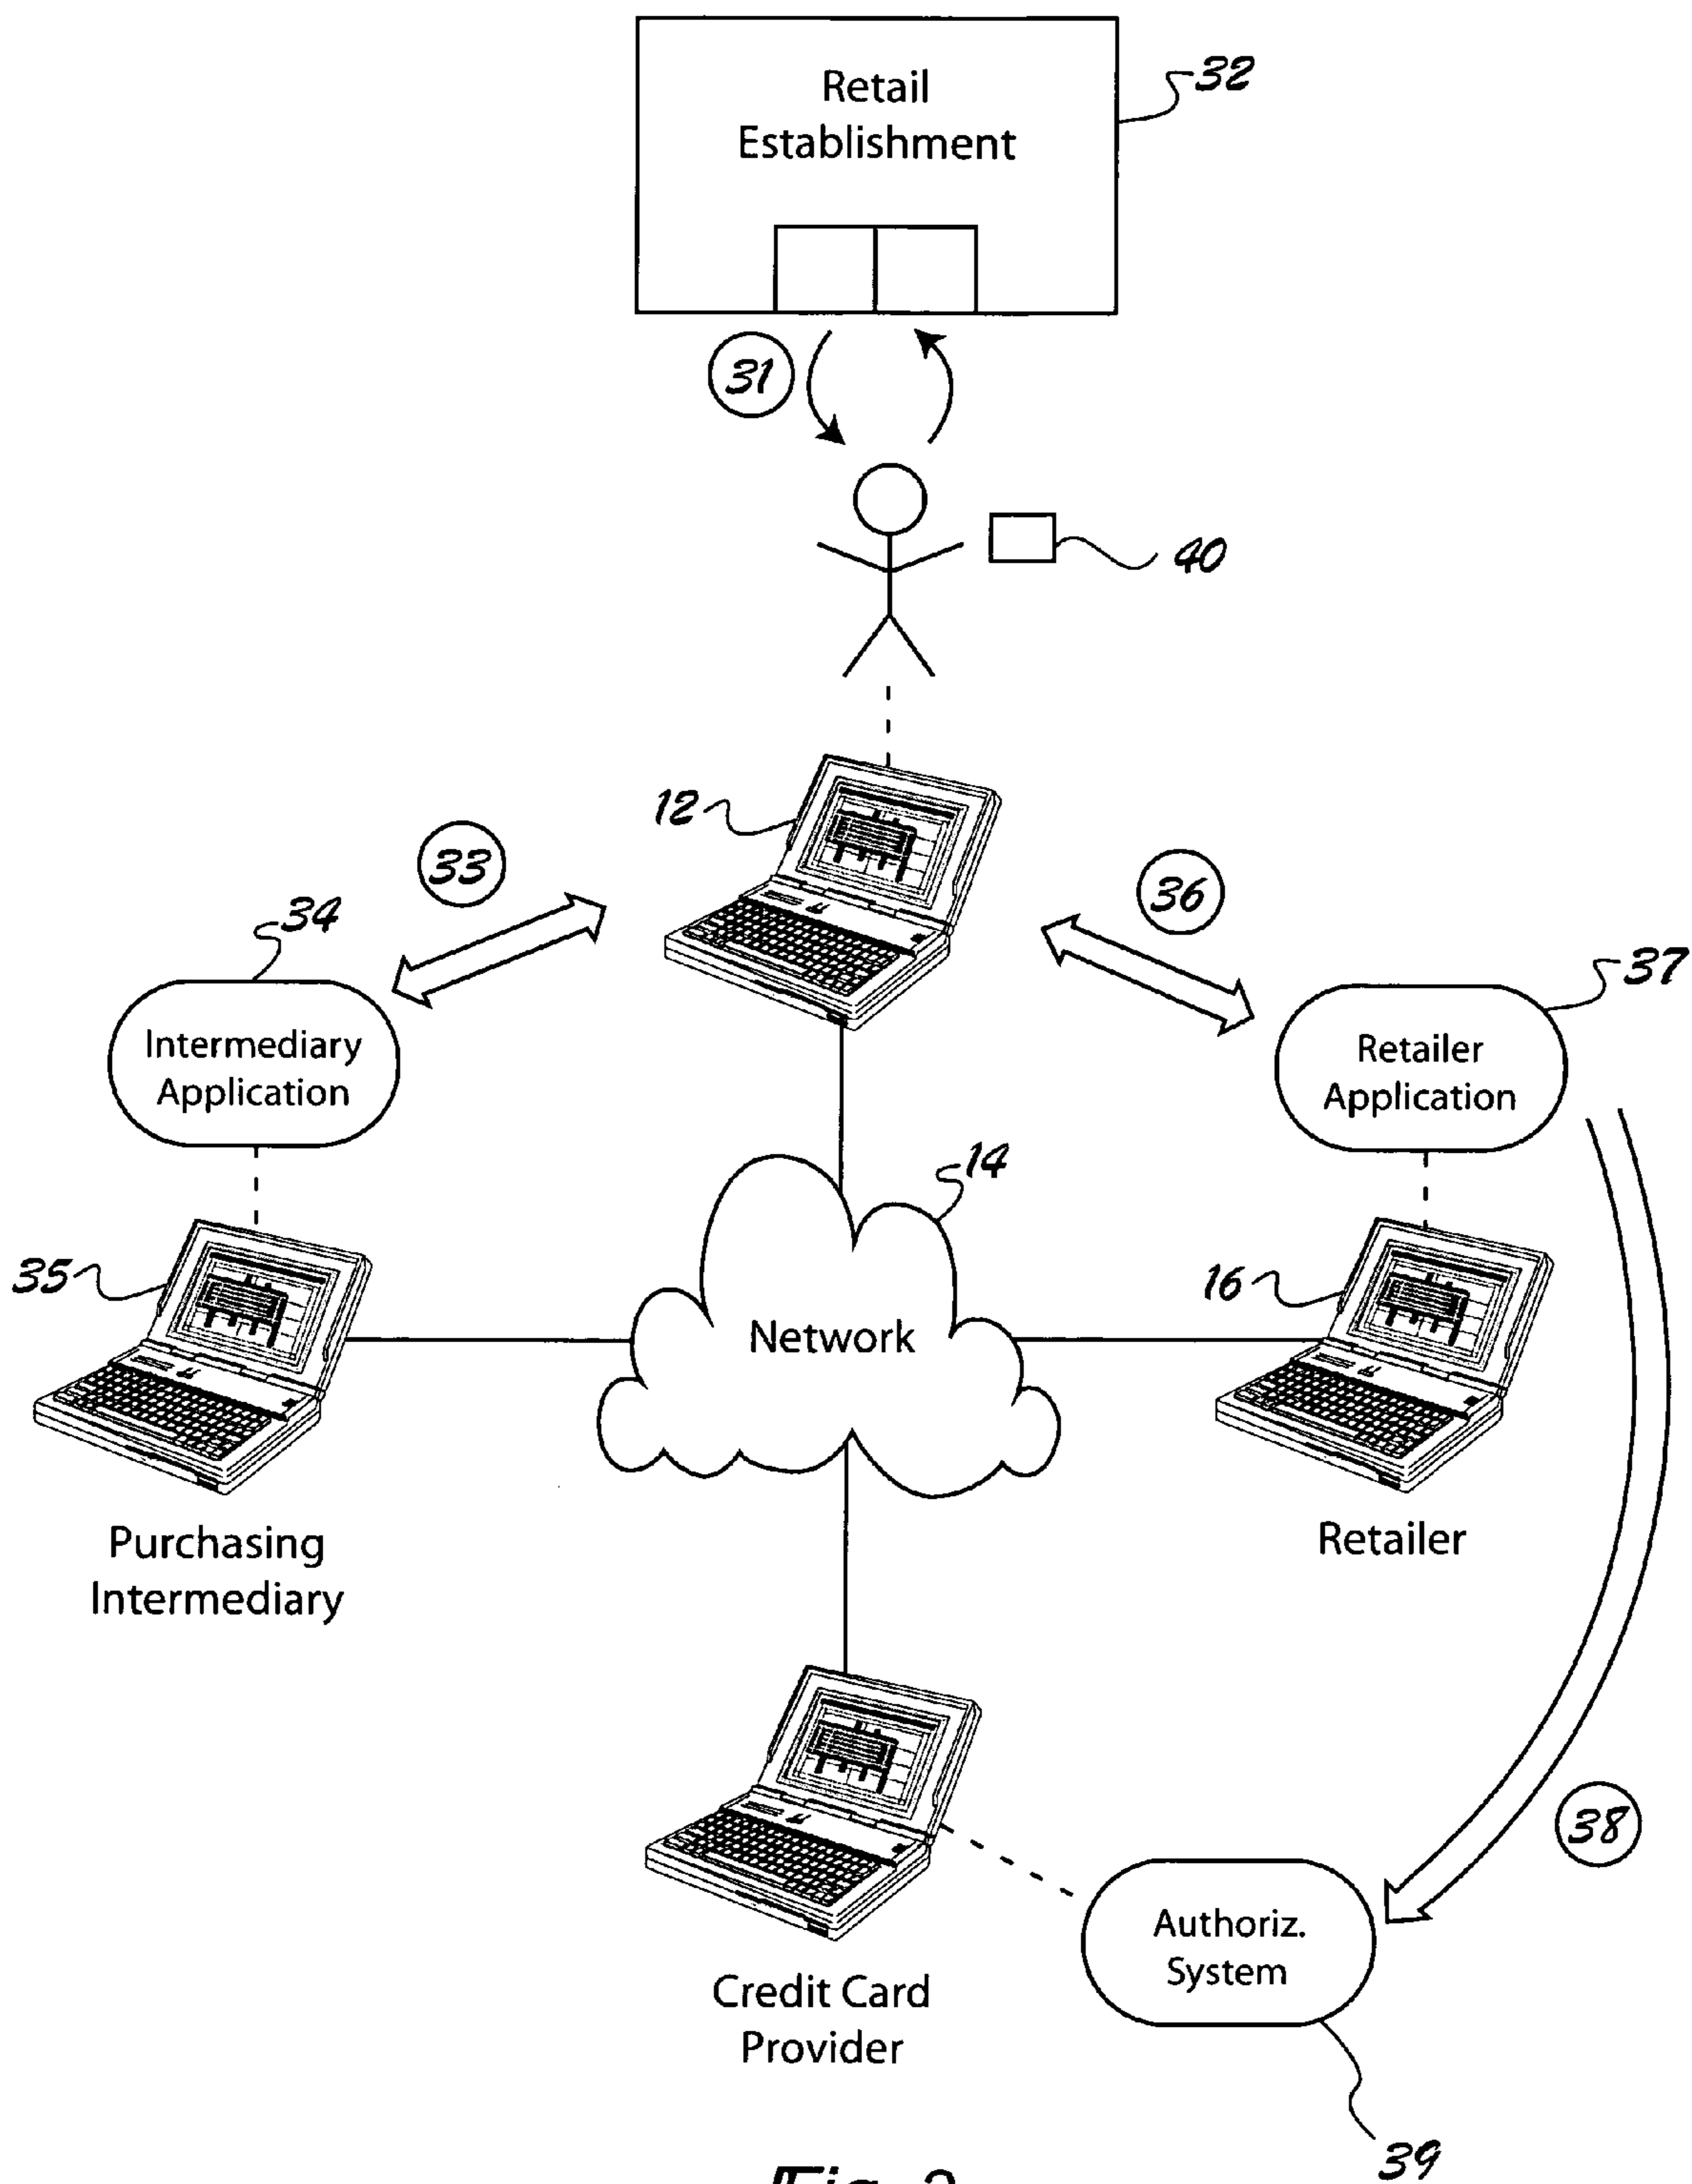 Retail
Establishment
32
31
40
12
33
36
34
37
Intermediary
Application
Retailer
Application
14
35
16
Network
Purchasing
Intermediary
Retailer
38
Authoriz.
System
Credit Card
Provider
39